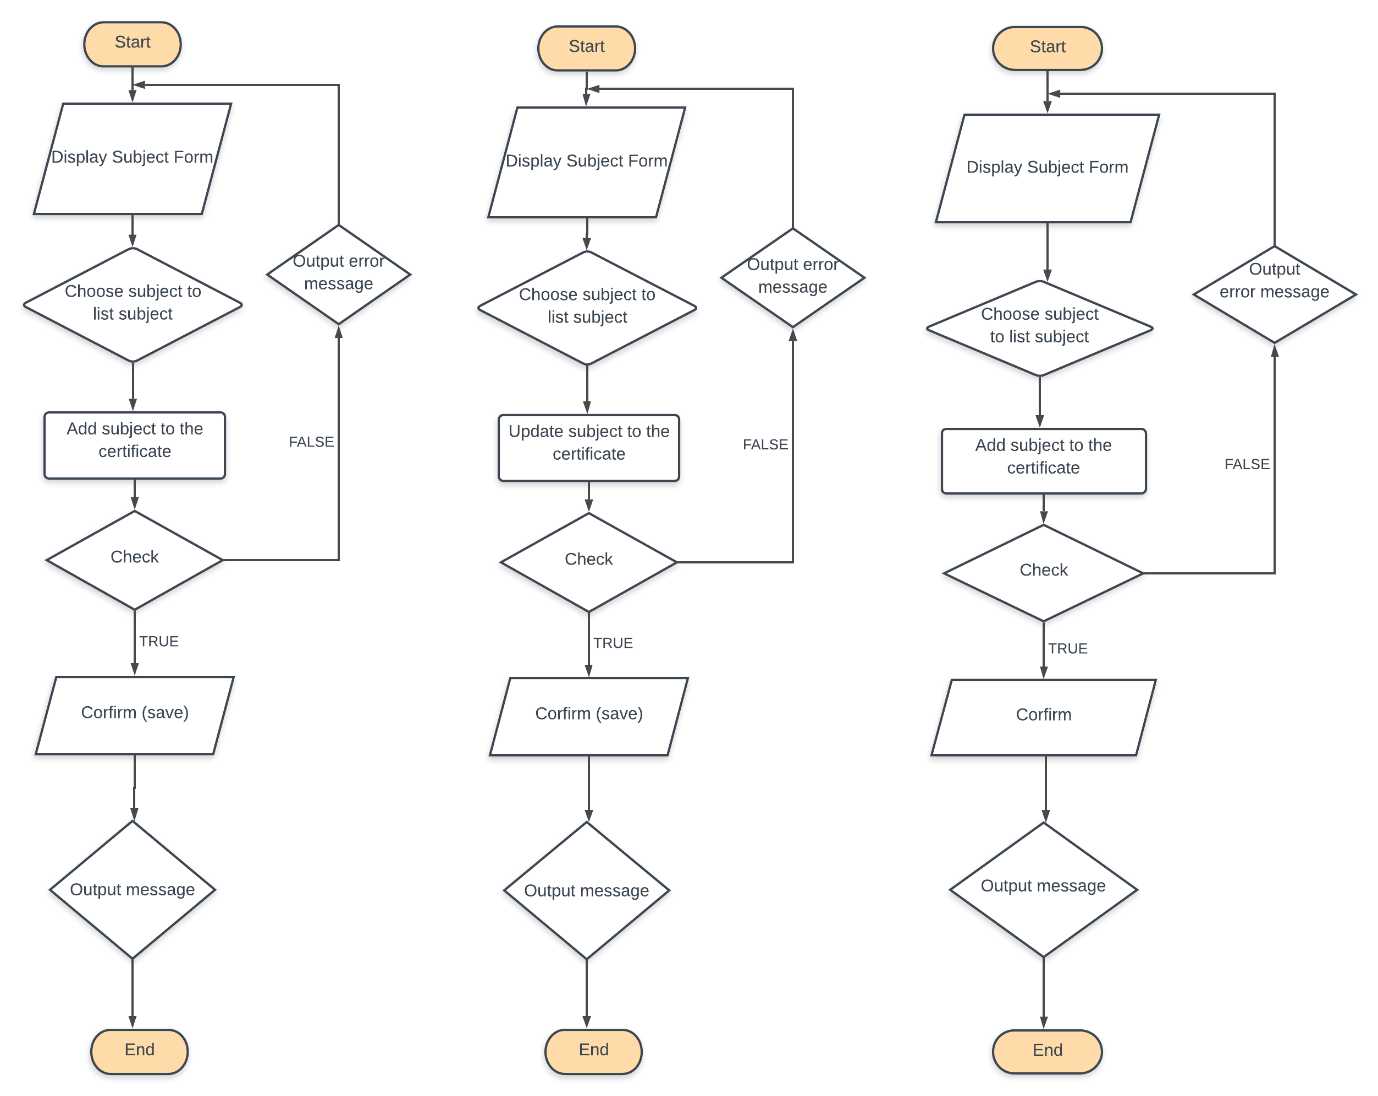 Start
Display Subject Form
Output error
message
Choose subject to
list subject
Add subject to the
certificate
FALSE
Check
TRUE
Corfirm (save)
Output message
End
Start
Display Subject Form
Output error
message
Choose subject to
list subject
Update subject to the
certificate
FALSE
Check
TRUE
Corfirm (save)
Output message
End
Start
Display Subject Form
Output
error message
Choose subject
to list subject
Add subject to the
certificate
FALSE
Check
TRUE
Corfirm
Output message
End